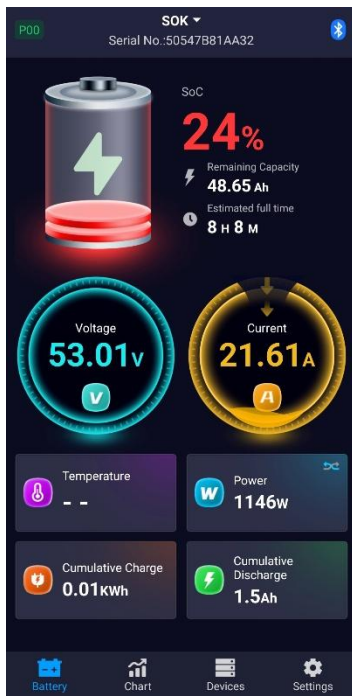 P00
SOK
Serial No.:50547B81AA32
SoC
24%
Remaining Capacity
48.65 Ah
Estimated full time
8 H 8 M
Voltage
53.01V
V
Current
21.61A
A
Temperature
- -
W
Power
1146W
Cumulative Charge
0.01KWh
Cumulative
Discharge
1.5Ah
Battery
Chart
Devices
Settings